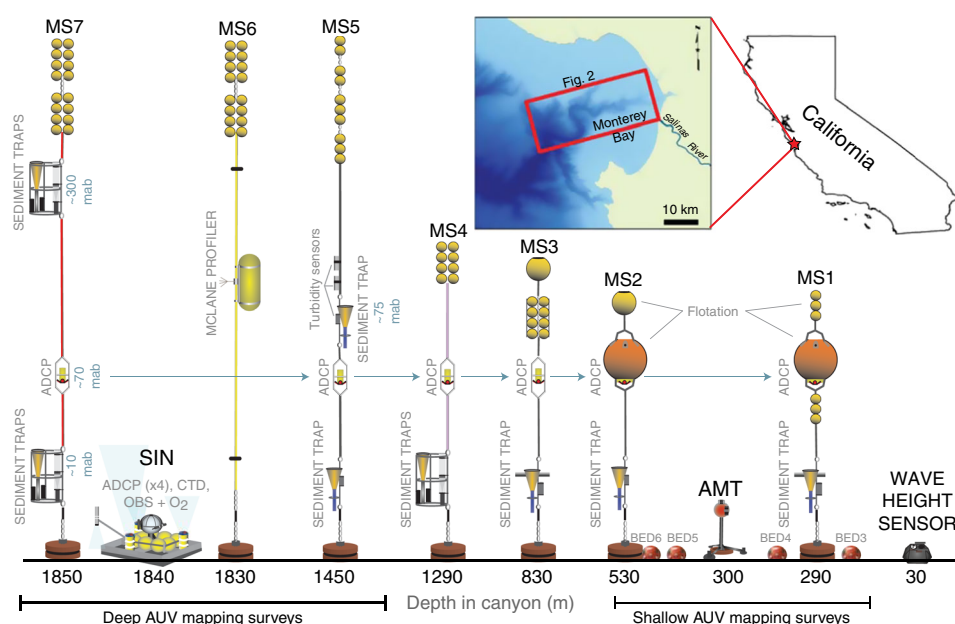 MS7
MS6
MS5
MS4
MS3
MS2
MS1
Fig. 2
Monterey
Bay
Salinas
River
10 km
California
SEDIMENT TRAPS
~300
mab
MCLANE PROFILER
Turbidity sensors
SEDIMENT TRAP
~75
mab
Flotation
ADCP
~70
mab
ADCP
ADCP
ADCP
ADCP
ADCP
SEDIMENT TRAPS
~10
mab
SIN
ADCP (x4), CTD,
OBS + O2
SEDIMENT TRAP
SEDIMENT TRAPS
SEDIMENT TRAP
SEDIMENT TRAP
BED6
BED5
AMT
BED4
SEDIMENT TRAP
BED3
WAVE
HEIGHT
SENSOR
1850
1840
1830
1450
1290
830
530
300
290
30
Depth in canyon (m)
Deep AUV mapping surveys
Shallow AUV mapping surveys